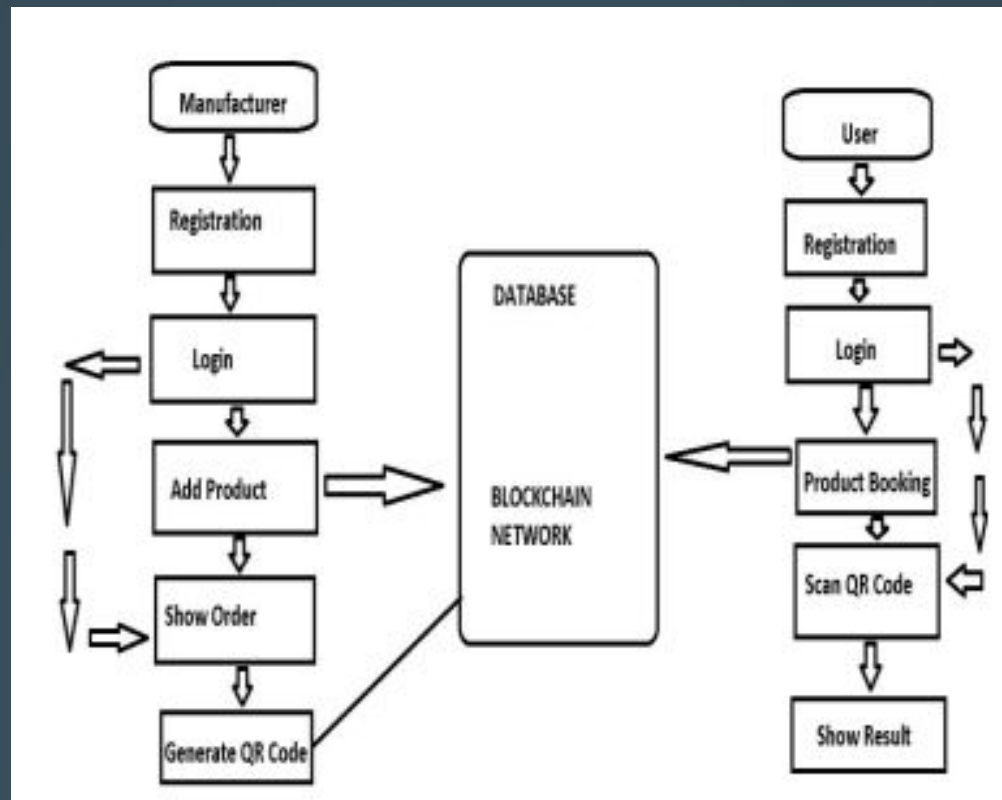 Manufacturer
Registration
Login
Add Product
Show Order
Generate QR Code
DATABASE
BLOCKCHAIN
NETWORK
User
Registration
Login
Product Booking
Scan QR Code
Show Result